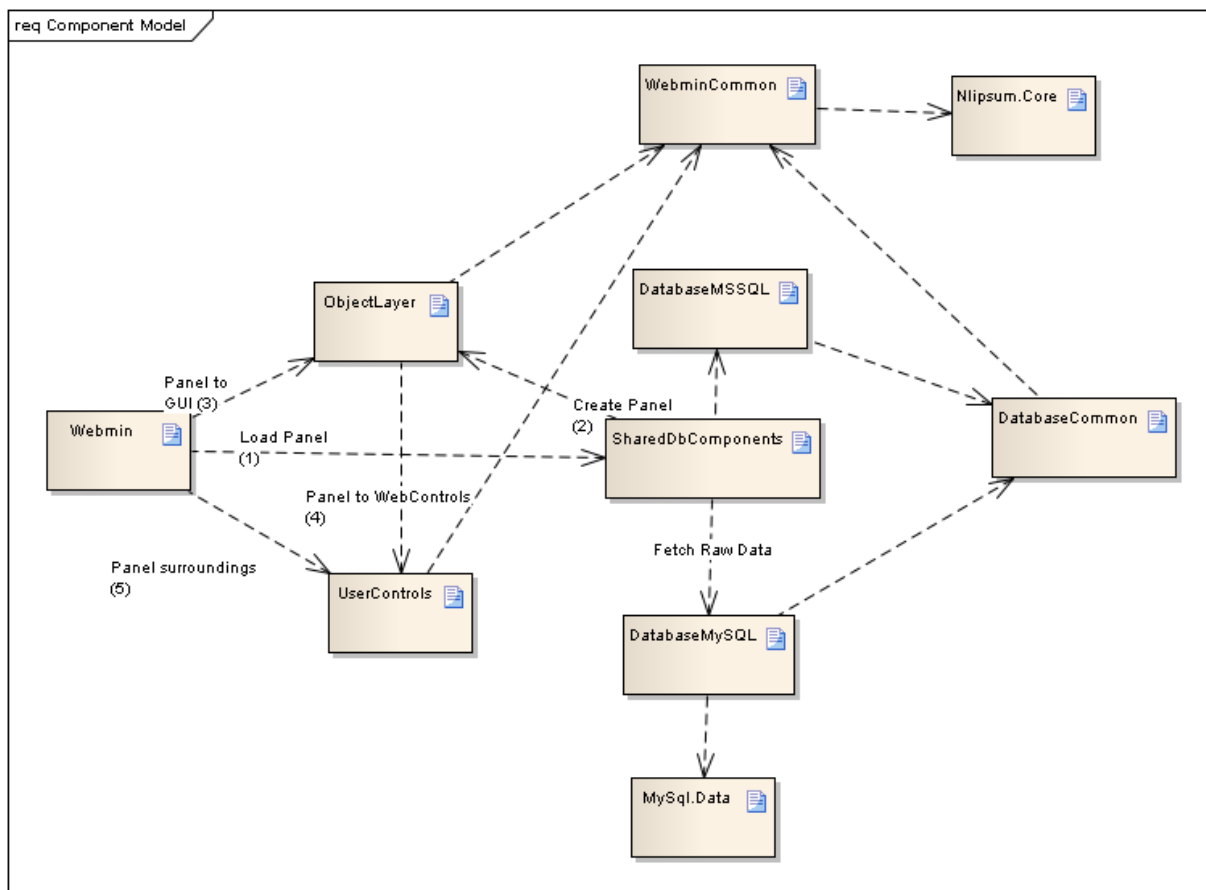 req Component Model
WebminCommon
Nlipsum.Core
DatabaseMSSQL
ObjectLayer
Panel to
GUI (3)
Create Panel
(2)
Webmin
Load Panel
(1)
SharedDbComponents
DatabaseCommon
Panel to WebControls
(4)
Fetch Raw Data
Panel surroundings
(5)
UserControls
DatabaseMySQL
MySql.Data